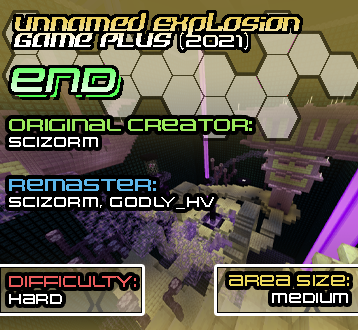 UNNAMED EXPLOSION
GAME PLUS (2021)
END
ORIGINAL CREATOR:
SCIZORM
REMASTER:
SCIZORM, GODLY_HV
DIFFICULTY:
HARD
AREA SIZE:
MEDIUM